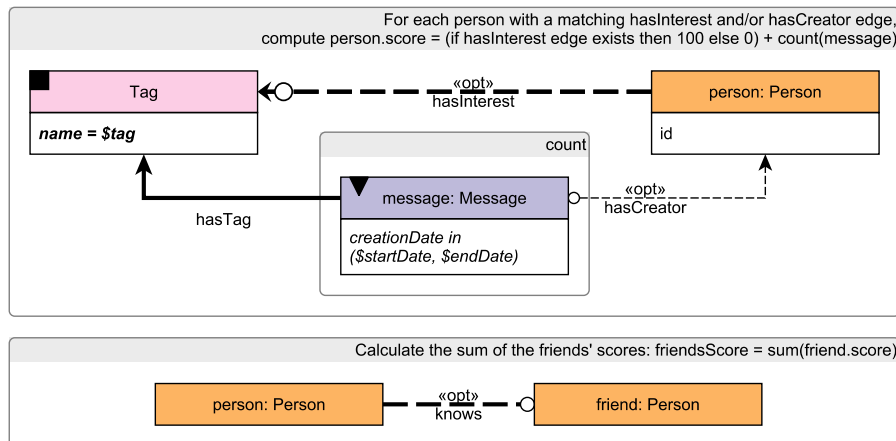 For each person with a matching hasInterest and/or hasCreator edge,
compute person.score = (if hasInterest edge exists then 100 else 0) + count(message)
Tag
name = $tag
«opt»
hasInterest
person: Person
id
count
message: Message
creationDate in
($startDate, $endDate)
hasTag
«opt»
hasCreator
Calculate the sum of the friends' scores: friendsScore = sum(friend.score)
person: Person
«opt»
knows
friend: Person